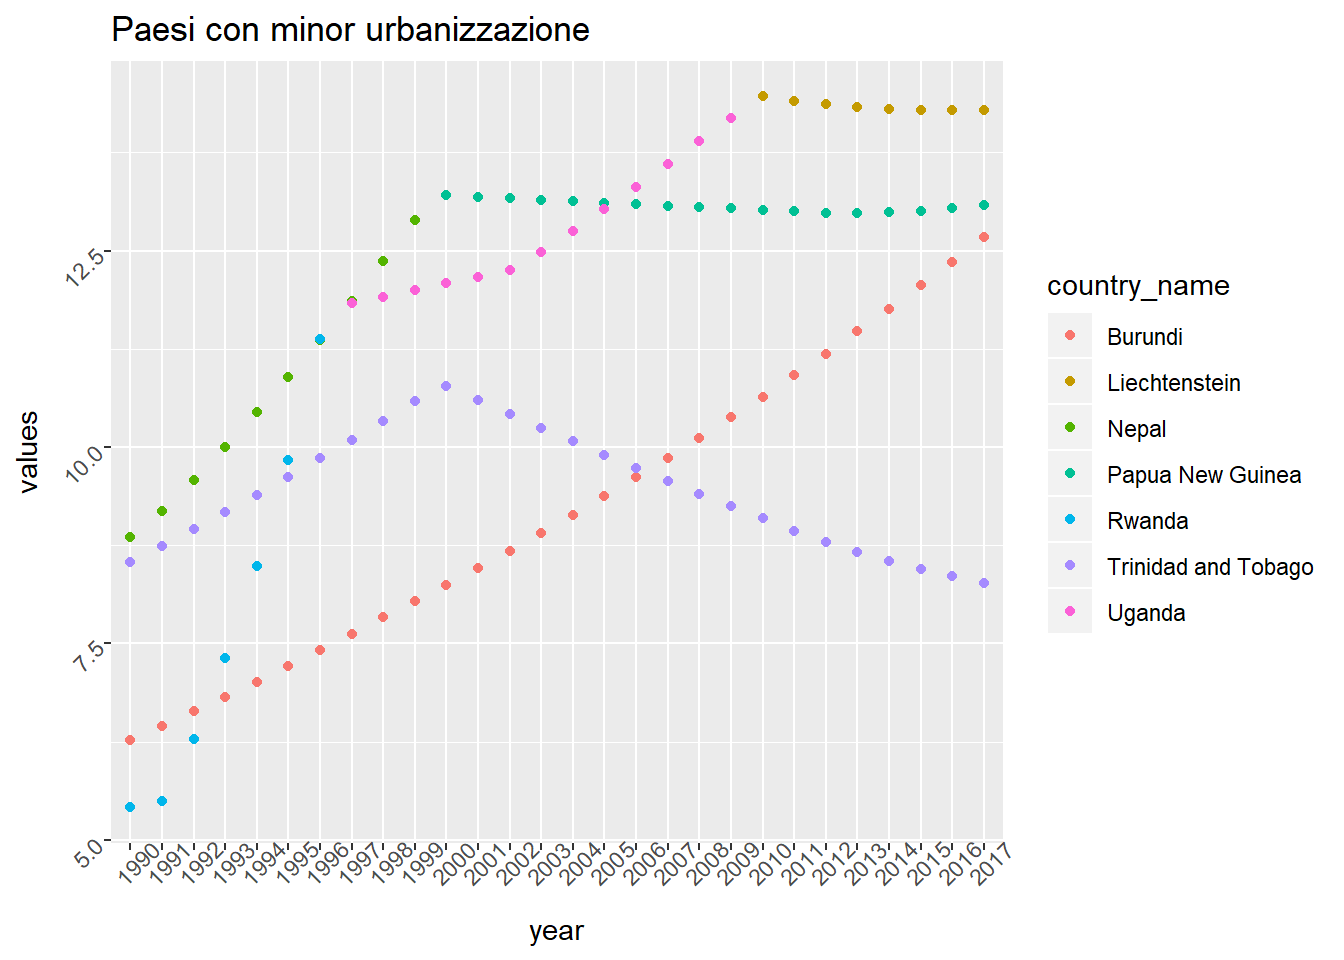 Paesi con minor urbanizzazione
values
12.5
10.0
7.5
5.0
1990 1991 1992 1993 1994 1995 1996 1997 1998 1999 2000 2001 2002 2003 2004 2005 2006 2007 2008 2009 2010 2011 2012 2013 2014 2015 2016 2017
year
country_name
Burundi
Liechtenstein
Nepal
Papua New Guinea
Rwanda
Trinidad and Tobago
Uganda